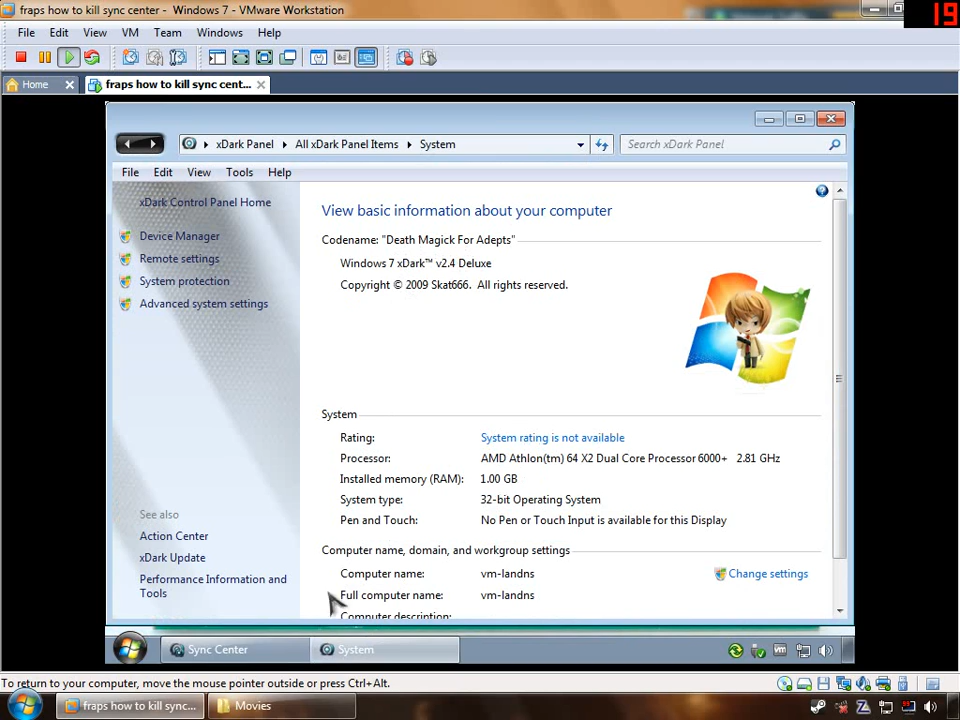 fraps how to kill sync center - Windows 7 - VMware Workstation
19
File Edit View VM Team Windows Help
Home
fraps how to kill sync cent...
xDark Panel All xDark Panel Items System
Search xDark Panel
File Edit View Tools Help
xDark Control Panel Home
Device Manager
Remote settings
System protection
Advanced system settings
See also
Action Center
xDark Update
Performance Information and
Tools
View basic information about your computer
Codename: "Death Magick For Adepts"
Windows 7 xDark™ v2.4 Deluxe
Copyright © 2009 Skat666. All rights reserved.
System
Rating: System rating is not available
Processor: AMD Athlon(tm) 64 X2 Dual Core Processor 6000+ 2.81 GHz
Installed memory (RAM): 1.00 GB
System type: 32-bit Operating System
Pen and Touch: No Pen or Touch Input is available for this Display
Computer name, domain, and workgroup settings
Computer name: vm-landns
Change settings
Full computer name: vm-landns
Computer description:
Sync Center
System
vm
To return to your computer, move the mouse pointer outside or press Ctrl+Alt.
fraps how to kill sync...
Movies